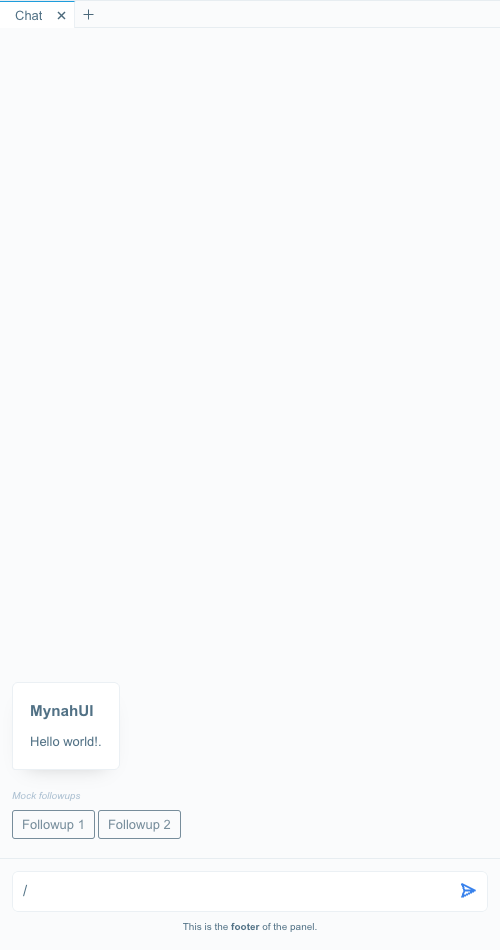 Chat
MynahUI
Hello world!.
Mock followups
Followup 1 Followup 2
/
This is the footer of the panel.